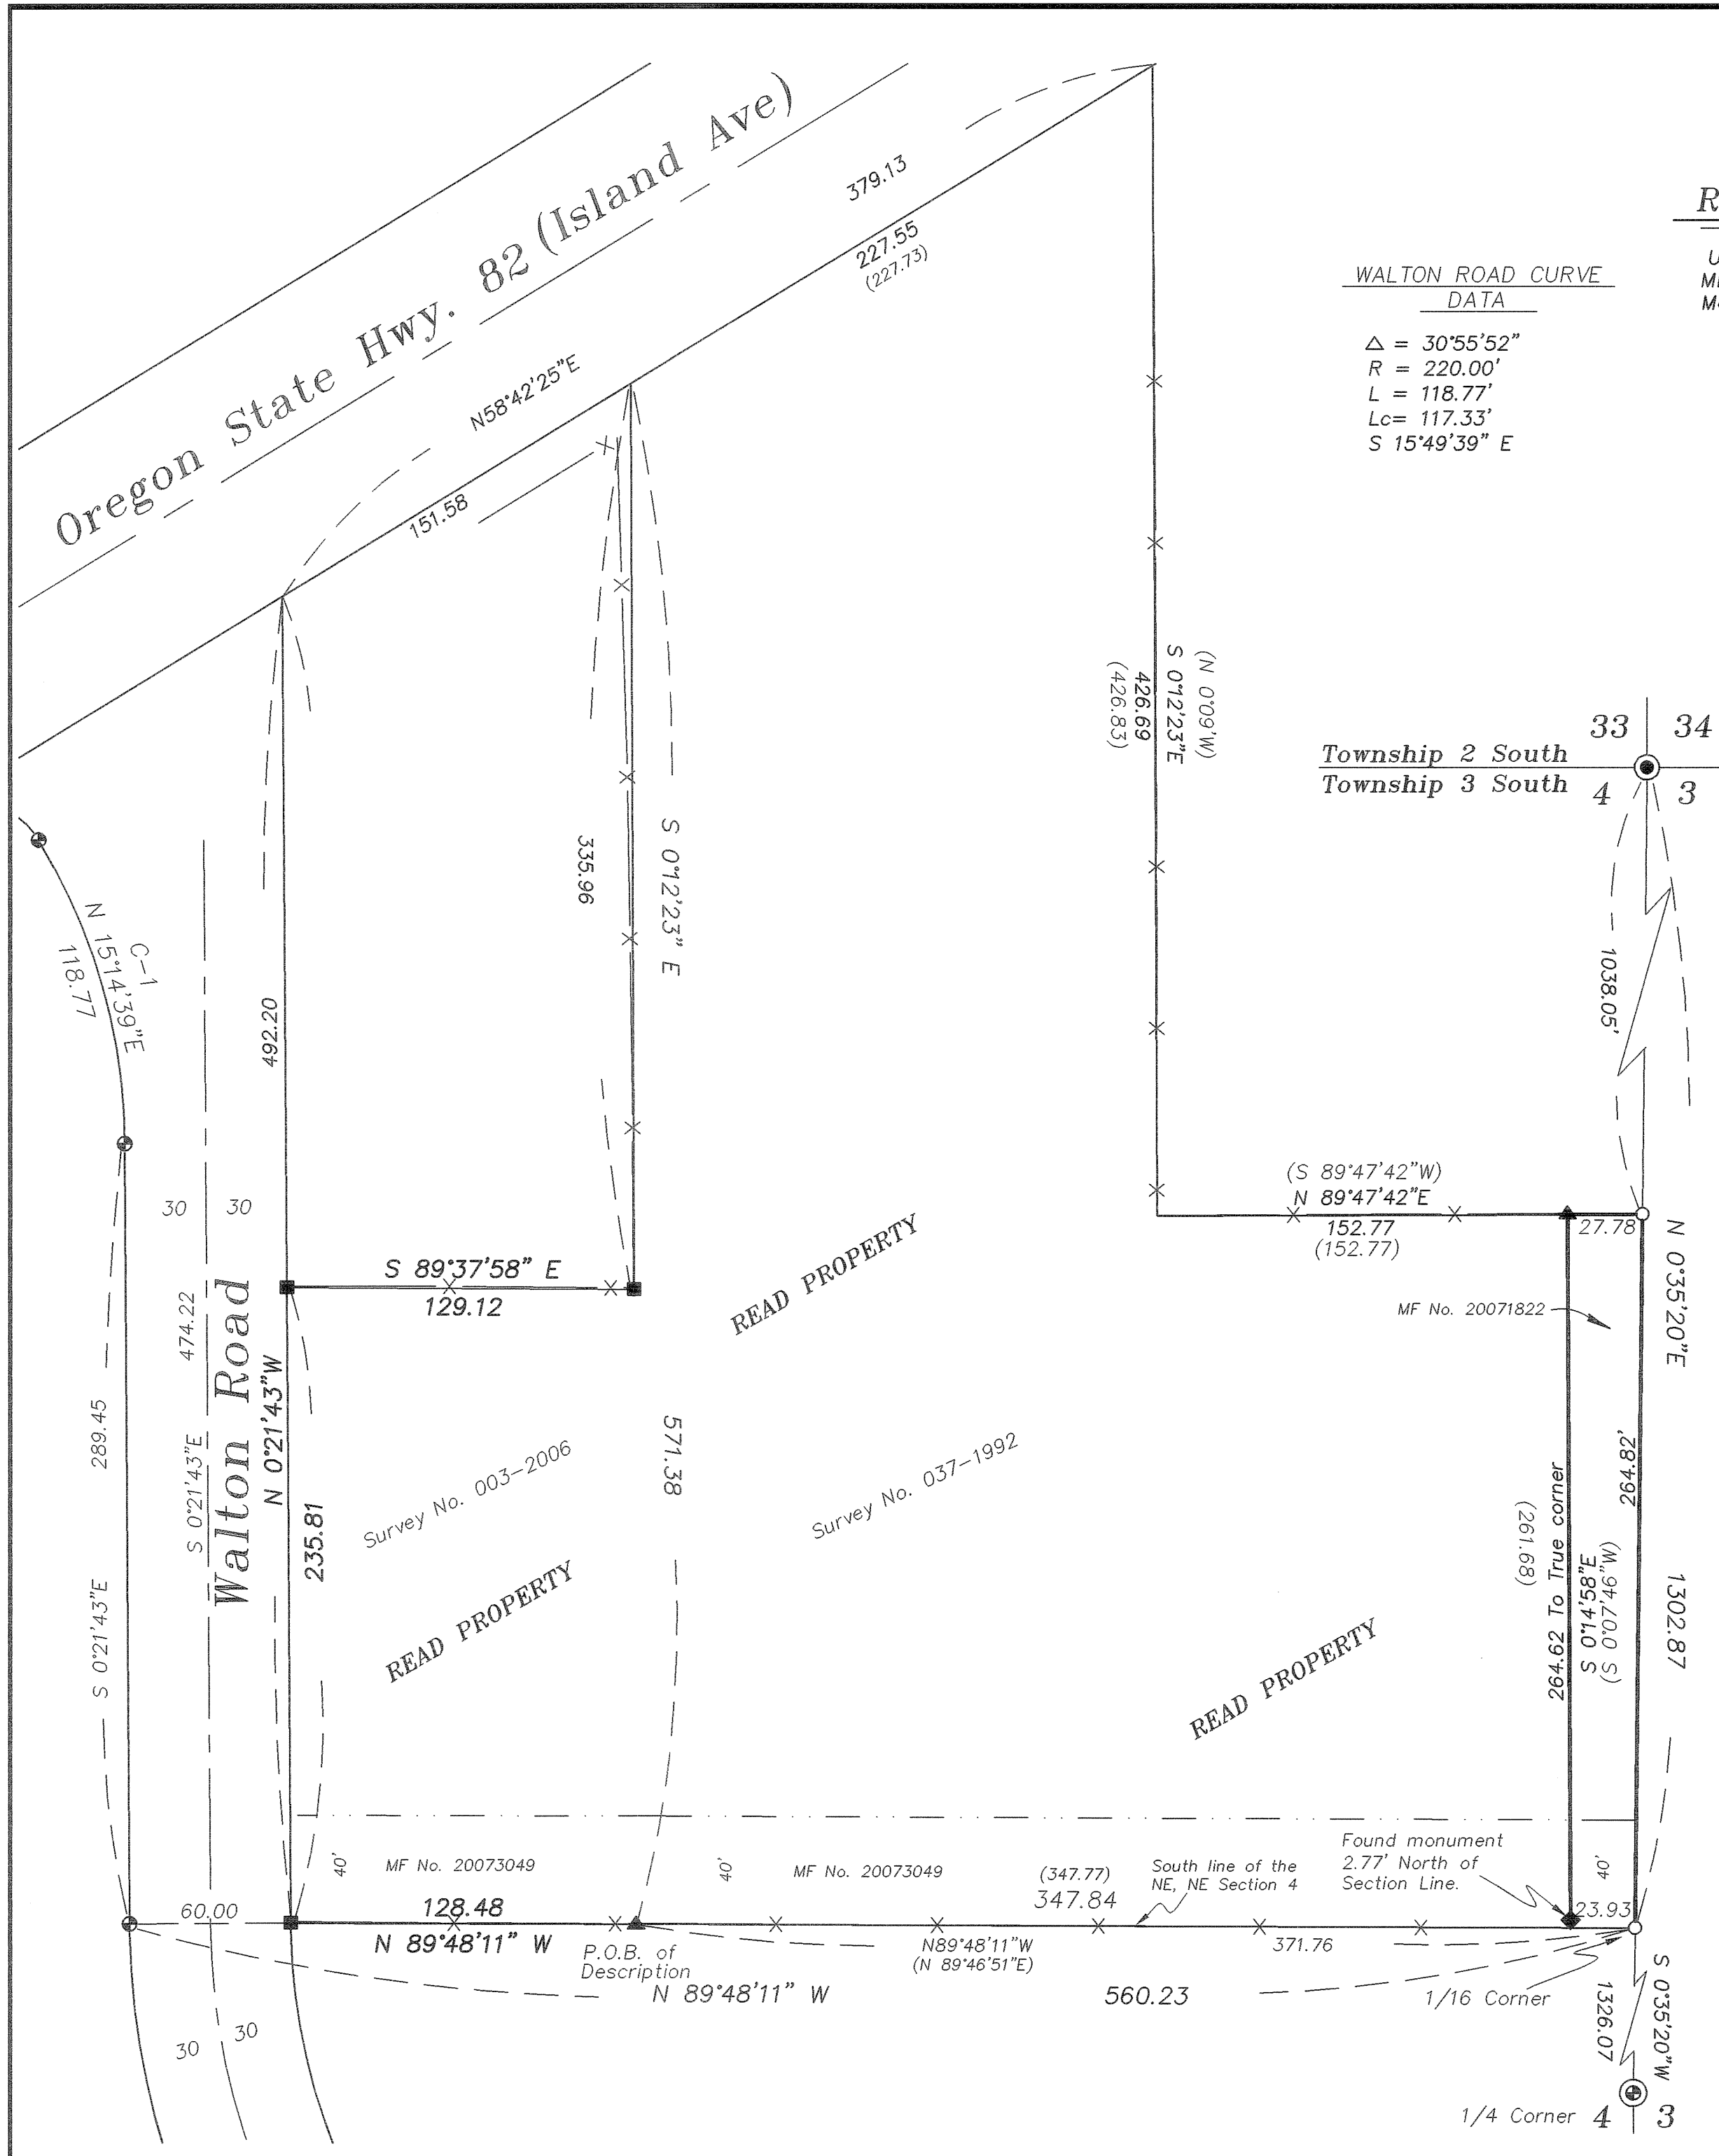 Oregon State Hwy. 82 (Island Ave)
379.13
227.55
(227.73)
N58°42'25"E
151.58
WALTON ROAD CURVE
DATA
△ = 30°55'52"
R = 220.00'
L = 118.77'
Lc= 117.33'
S 15°49'39" E
R
U
M
(N 0°09'W)
S 0°12'23"E
426.69
(426.83)
33 34
Township 2 South
Township 3 South
4 3
1038.05'
335.96
S 0°12'23" E
C-1
N 15°14'39"E
118.77
492.20
30 30
(S 89°47'42"W)
N 89°47'42"E
152.77
(152.77)
27.78
N 0°35'20"E
S 89°37'58" E
129.12
READ PROPERTY
MF No. 20071822
474.22
S 0°21'43"E
Walton Road
N 0°21'43"W
235.81
289.45
S 0°21'43"E
Survey No. 003-2006
571.38
Survey No. 037-1992
264.82'
264.62 To True corner
(261.68)
S 0°14'58"E
(S 0°07'46"W)
1302.87
READ PROPERTY
READ PROPERTY
40'
MF No. 20073049
40'
MF No. 20073049
(347.77)
347.84
South line of the
NE, NE Section 4
Found monument
2.77' North of
Section Line.
40'
23.93
60.00
128.48
N 89°48'11" W
P.O.B. of
Description
N89°48'11"W
(N 89°46'51"E)
371.76
N 89°48'11" W
560.23
1/16 Corner
S 0°35'20"W
1326.07
30 30
1/4 Corner 4 3